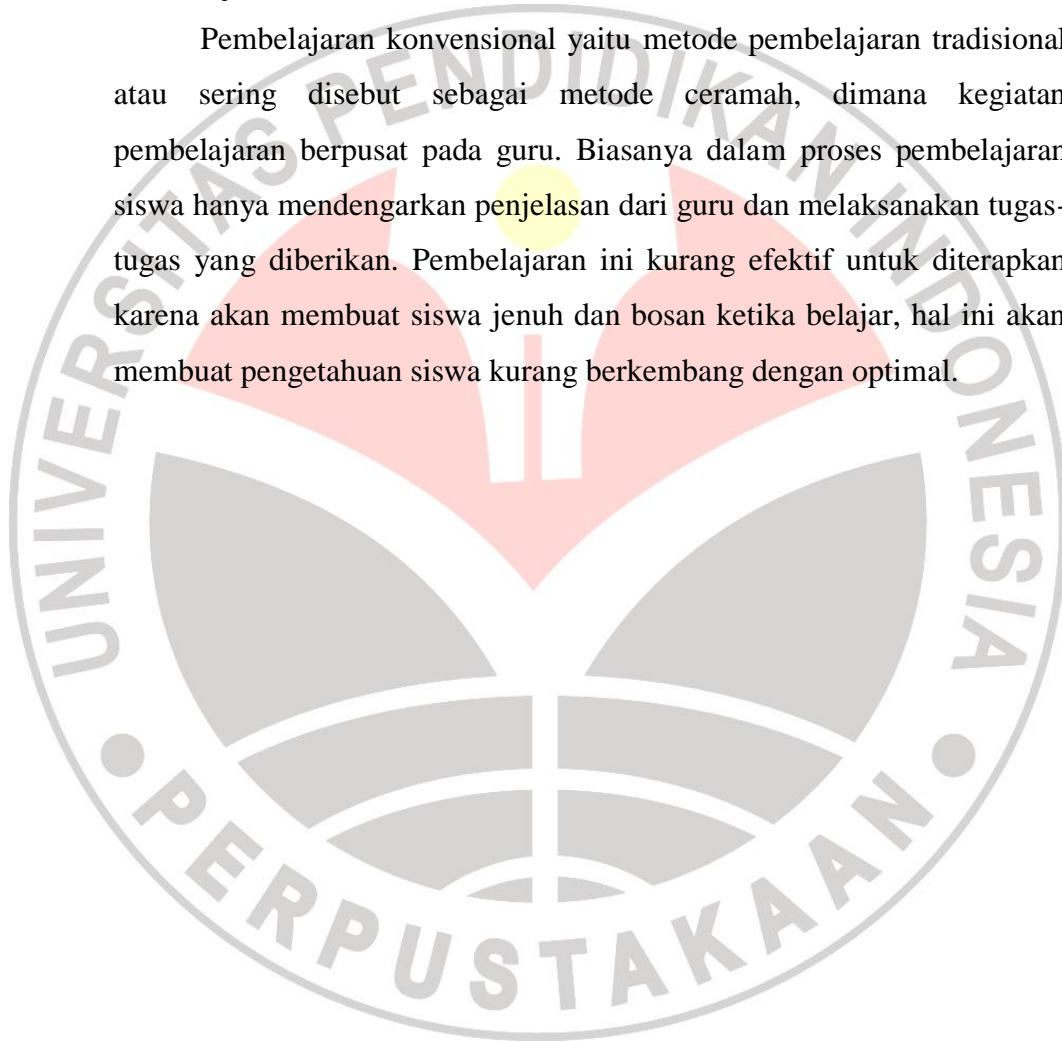 Pembelajaran konvensional yaitu metode pembelajaran tradisional
atau sering disebut sebagai metode ceramah, dimana kegiatan
pembelajaran berpusat pada guru. Biasanya dalam proses pembelajaran
siswa hanya mendengarkan penjelasan dari guru dan melaksanakan tugas-
tugas yang diberikan. Pembelajaran ini kurang efektif untuk diterapkan
karena akan membuat siswa jenuh dan bosan ketika belajar, hal ini akan
membuat pengetahuan siswa kurang berkembang dengan optimal.
UNIVERSITAS PENDIDIKAN INDONESIA
PERPUSTAKAAN